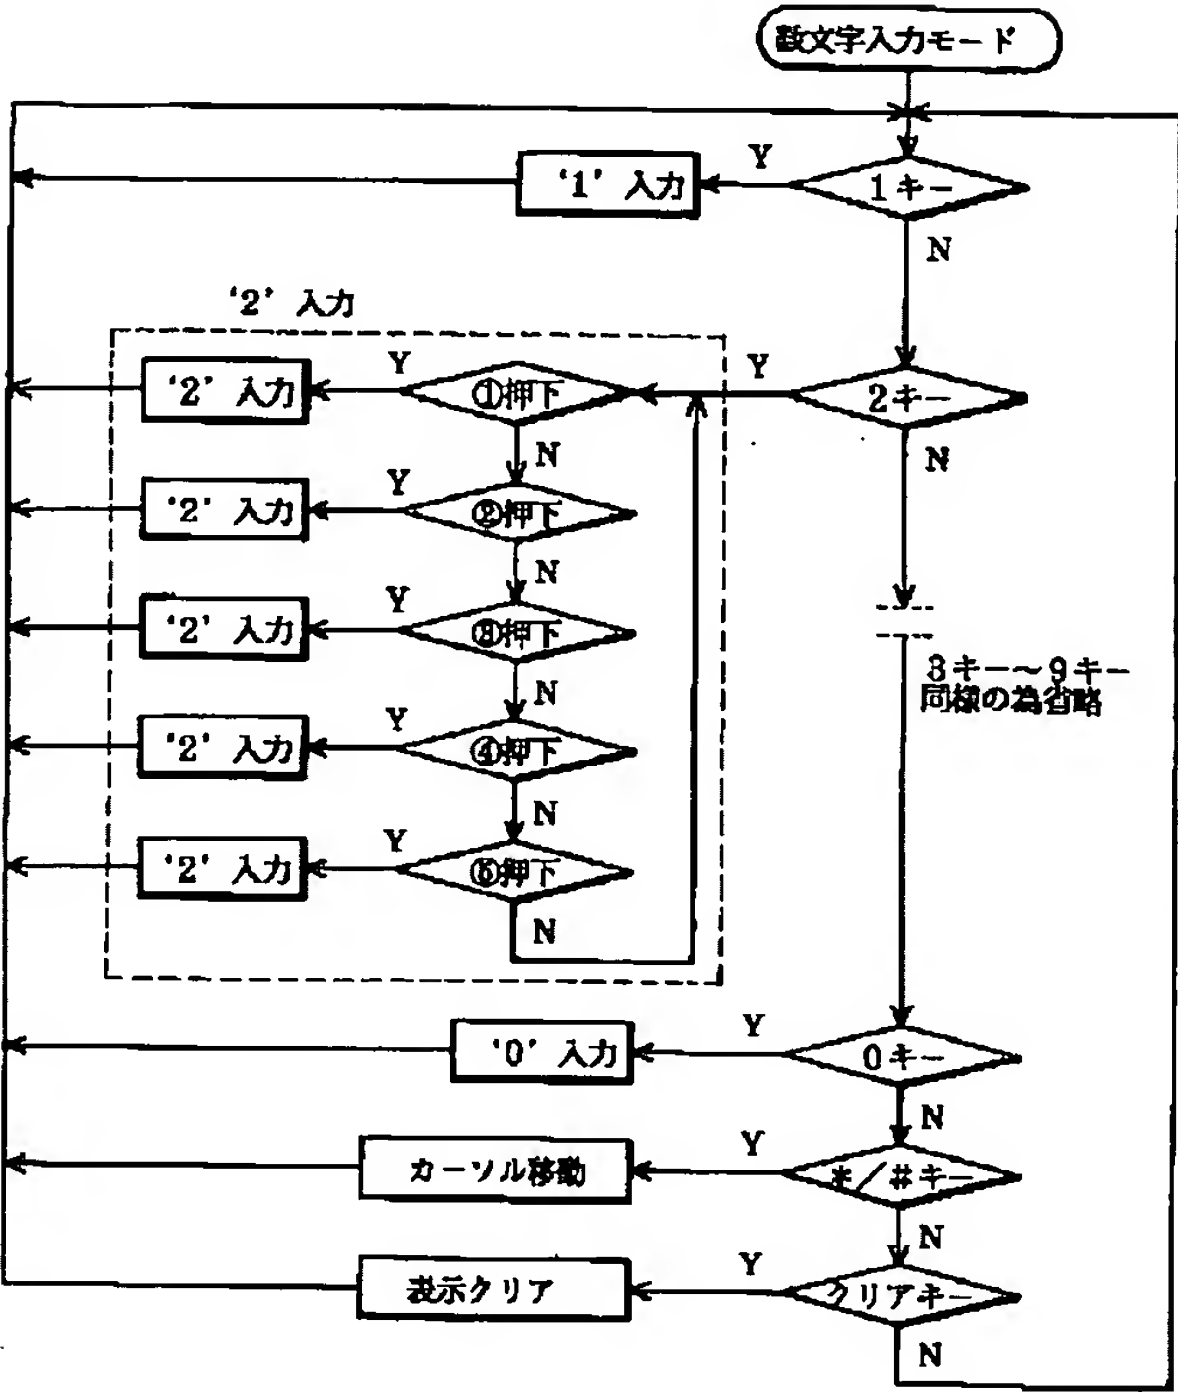 数文字入力モード
Y
'1' 入力
1キー
N
'2' 入力
Y
Y
'2' 入力
①押下
2キー
N
N
Y
'2' 入力
②押下
N
Y
'2' 入力
③押下
3キー～9キー
同様の為省略
N
Y
'2' 入力
④押下
N
Y
'2' 入力
⑤押下
N
Y
'0' 入力
0キー
N
Y
カーソル移動
*/#キー
N
Y
表示クリア
クリアキー
N